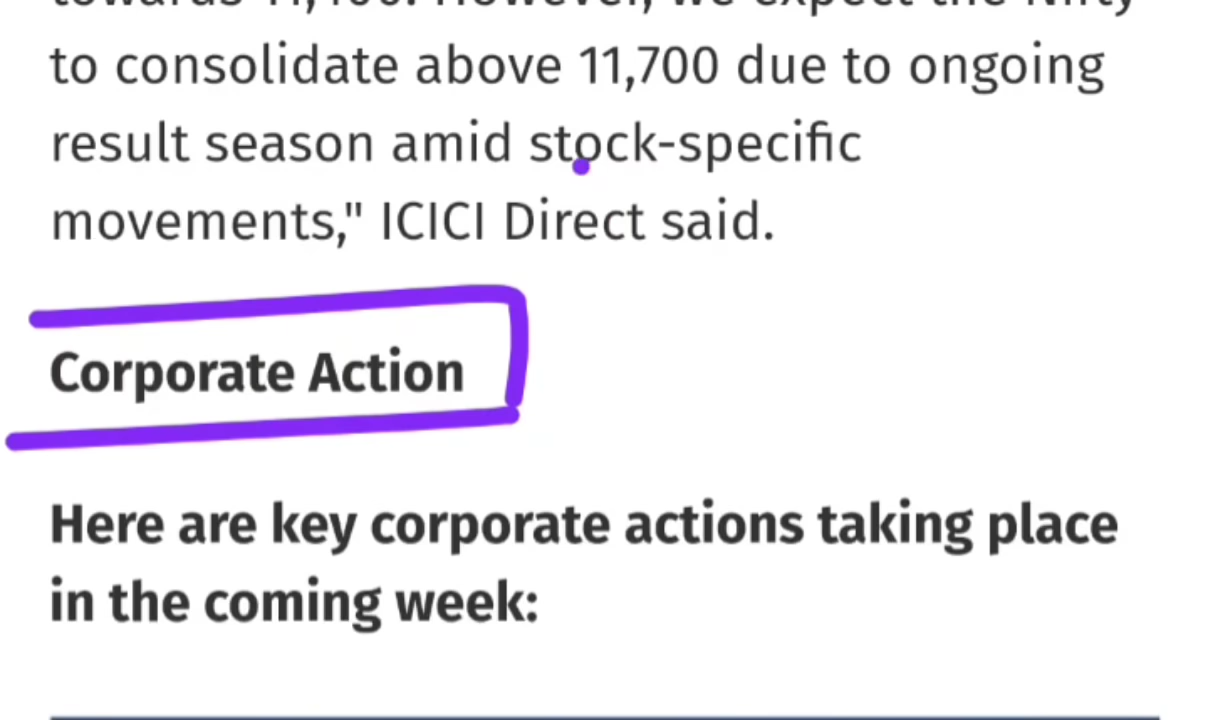 to consolidate above 11,700 due to ongoing
result season amid stock-specific
movements," ICICI Direct said.
Corporate Action
Here are key corporate actions taking place
in the coming week: